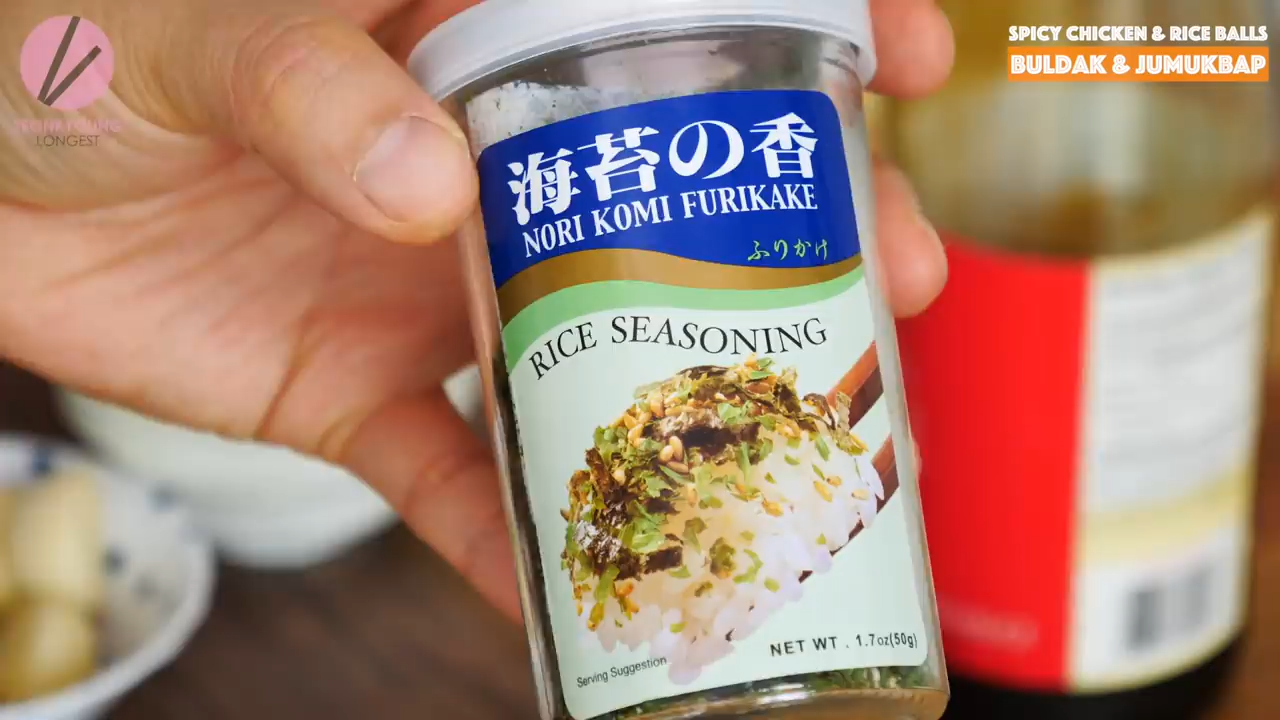 SPICY CHICKEN & RICE BALLS
BULDAK & JUMUKBAP
LONGEST
海苔の香
NORI KOMI FURIKAKE
ふりかけ
RICE SEASONING
NET WT . 1.7oz(50g)
Serving Suggestion